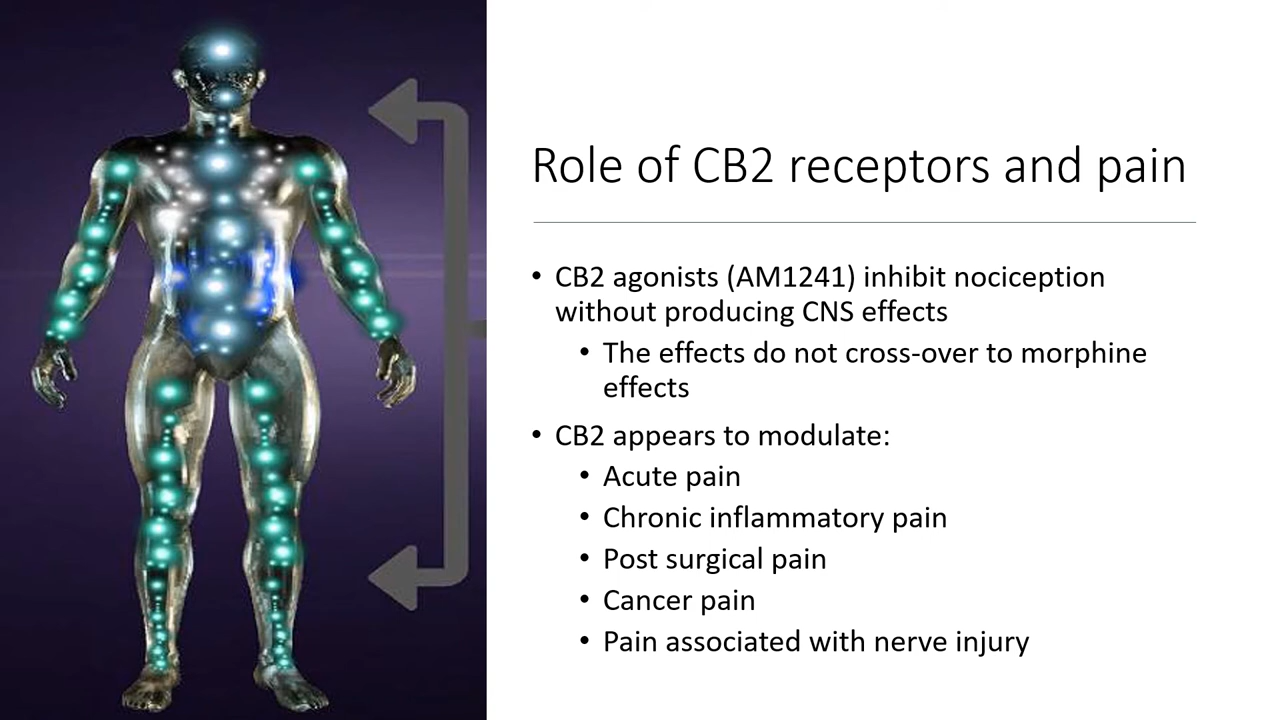 Role of CB2 receptors and pain
• CB2 agonists (AM1241) inhibit nociception
without producing CNS effects
• The effects do not cross-over to morphine
effects
• CB2 appears to modulate:
• Acute pain
• Chronic inflammatory pain
• Post surgical pain
• Cancer pain
• Pain associated with nerve injury